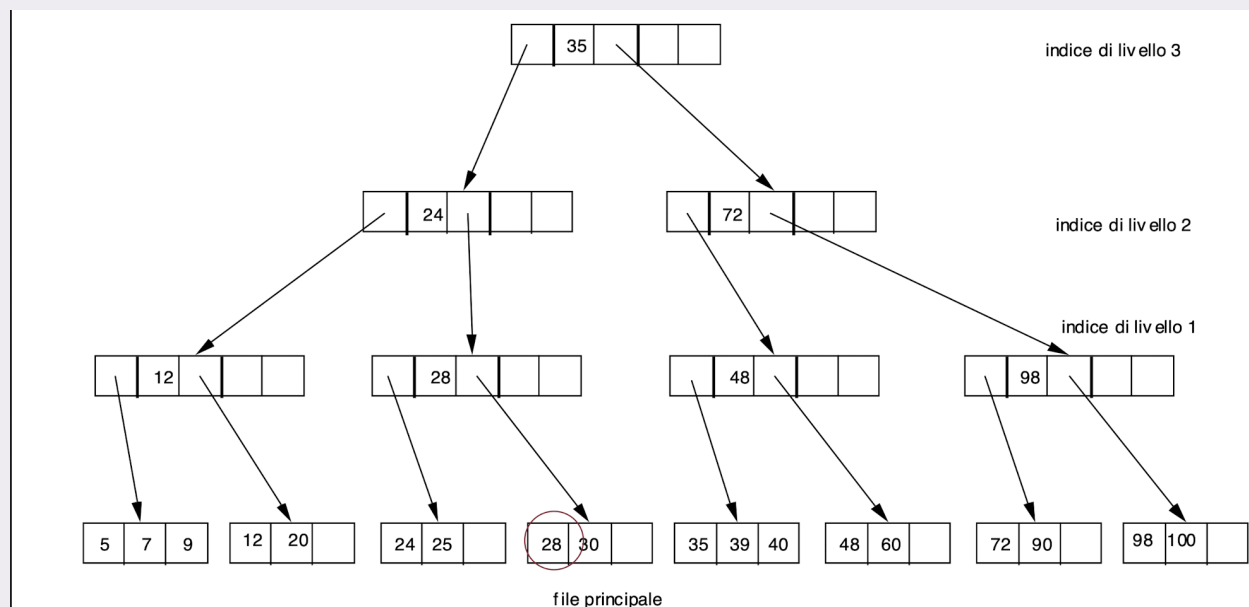 35
indice di livello 3
24 72
indice di livello 2
indice di livello 1
12 28 48 98
5 7 9 12 20 24 25 28 30 35 39 40 48 60 72 90 98 100
file principale